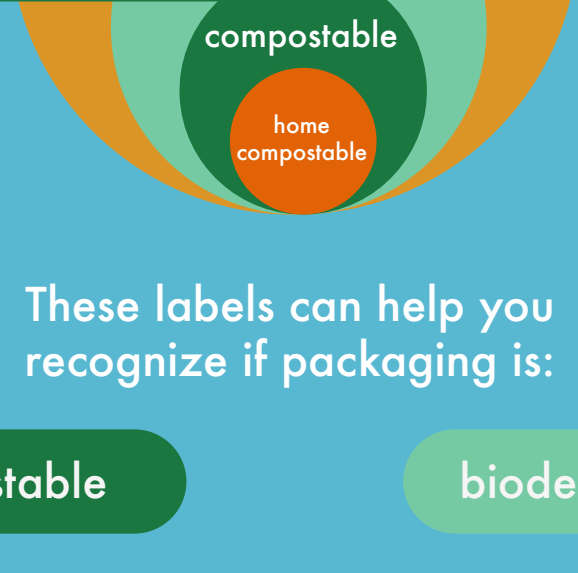 compostable
home
compostable
These labels can help you
recognize if packaging is:
stable
biode